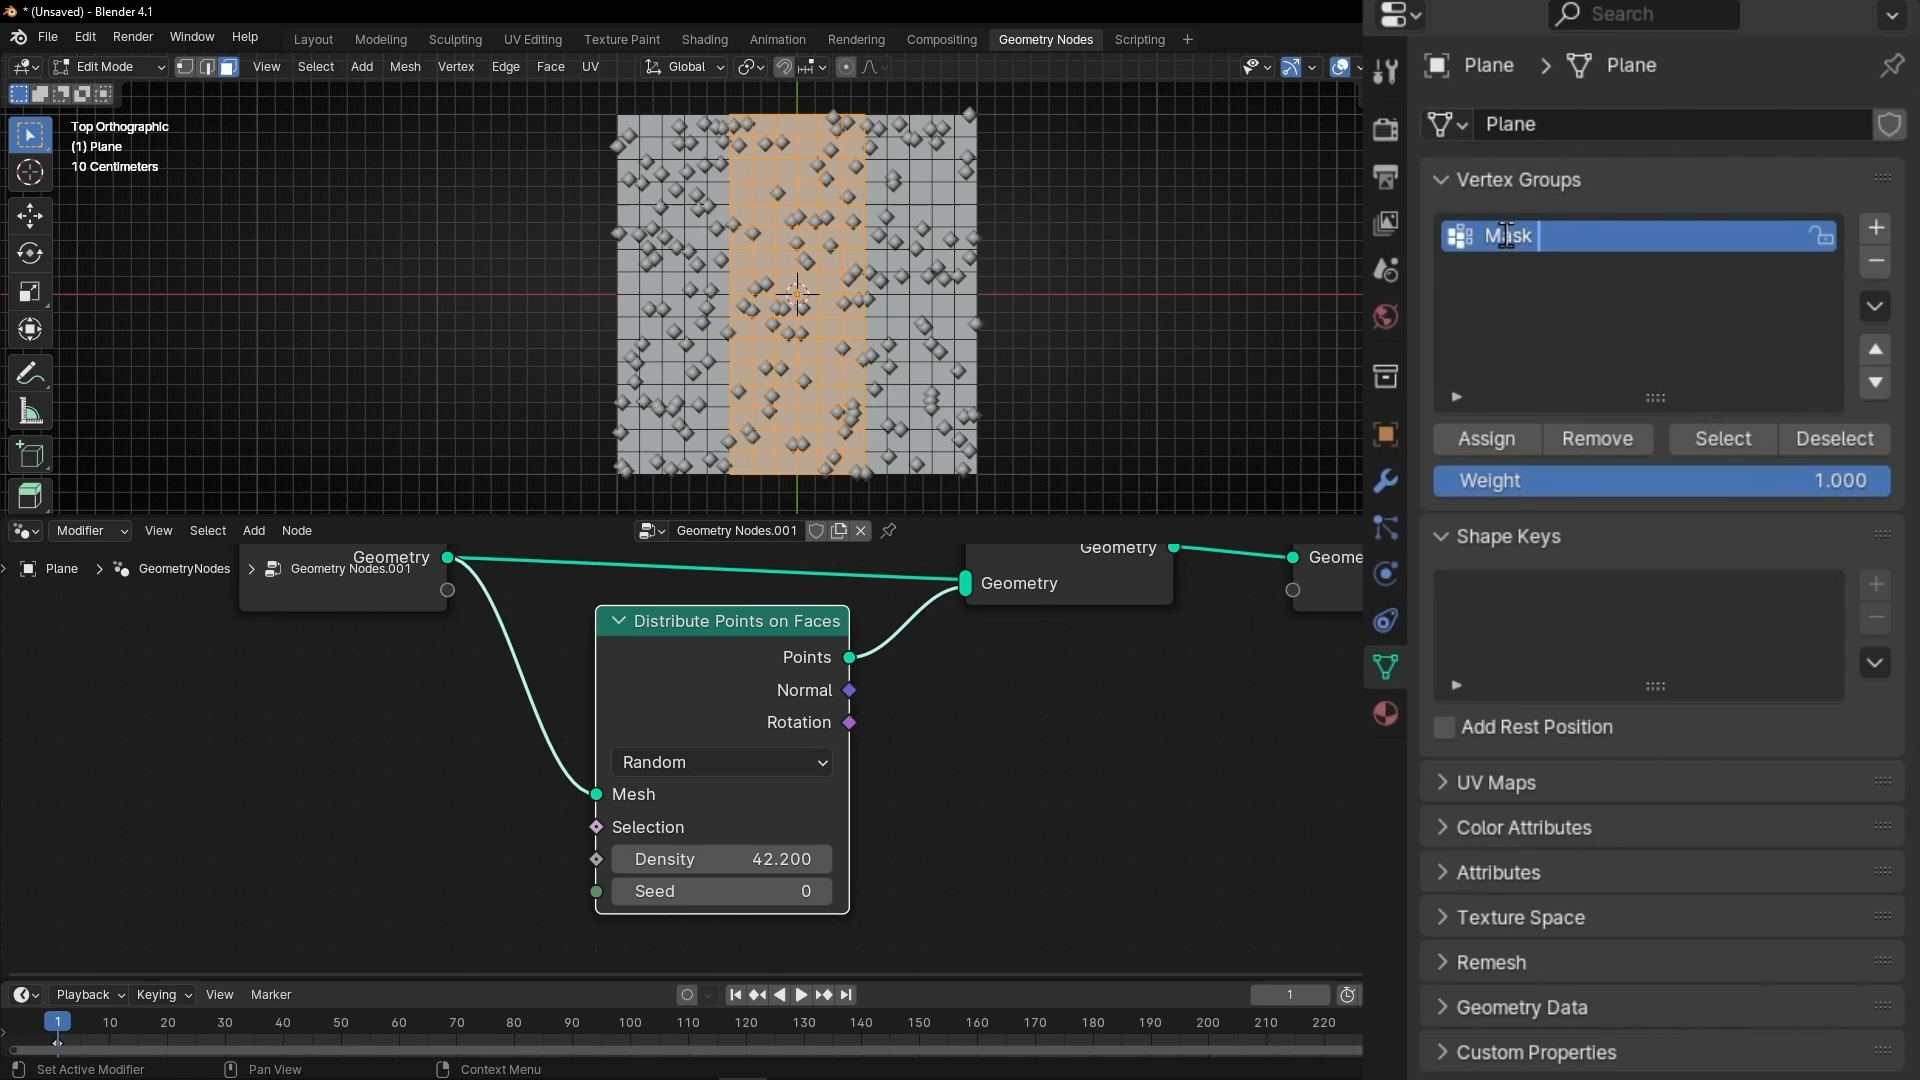 * (Unsaved) - Blender 4.1
File Edit Render Window Help
Layout Modeling Sculpting UV Editing Texture Paint Shading Animation Rendering Compositing Geometry Nodes Scripting +
Edit Mode View Select Add Mesh Vertex Edge Face UV Global
Top Orthographic
(1) Plane
10 Centimeters
Modifier View Select Add Node Geometry Nodes.001
Plane > GeometryNodes > Geometry Nodes.001
Geometry
Geometry
Geometry
Geome
Distribute Points on Faces
Points
Normal
Rotation
Random
Mesh
Selection
Density 42.200
Seed 0
Playback Keying View Marker 1
1 10 20 30 40 50 60 70 80 90 100 110 120 130 140 150 160 170 180 190 200 210 220
Set Active Modifier Pan View Context Menu
Search
Plane > Plane
Plane
Vertex Groups
Mask
Assign Remove Select Deselect
Weight 1.000
Shape Keys
Add Rest Position
UV Maps
Color Attributes
Attributes
Texture Space
Remesh
Geometry Data
Custom Properties